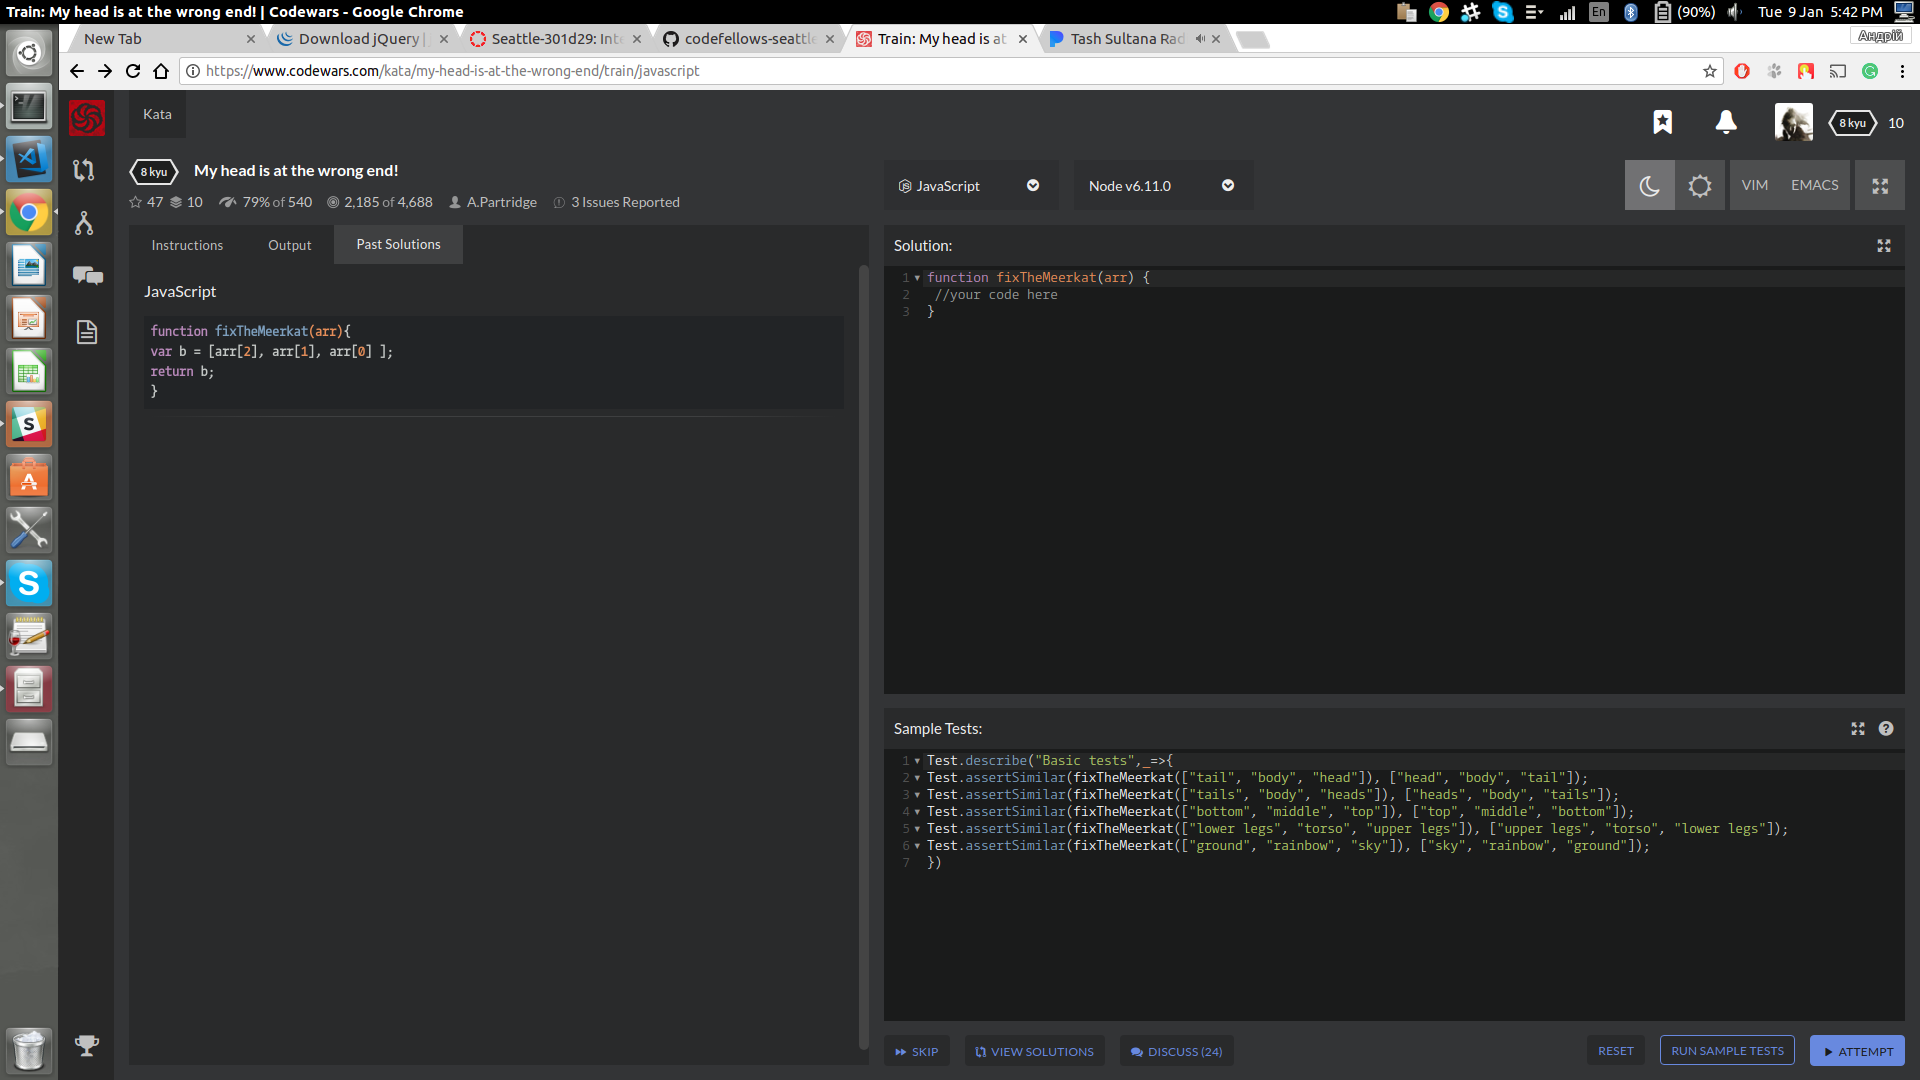 Train: My head is at the wrong end! | Codewars - Google Chrome
En
(90%)
Tue 9 Jan 5:42 PM
New Tab
Download jQuery |
Seattle-301d29: Inte
codefellows-seattle
Train: My head is at
Tash Sultana Rad
Андрій
https://www.codewars.com/kata/my-head-is-at-the-wrong-end/train/javascript
Kata
8 kyu
10
8 kyu
My head is at the wrong end!
47
10
79% of 540
2,185 of 4,688
A.Partridge
3 Issues Reported
JavaScript
Node v6.11.0
VIM
EMACS
Instructions
Output
Past Solutions
JavaScript
function fixTheMeerkat(arr){
var b = [arr[2], arr[1], arr[0] ];
return b;
}
Solution:
1 function fixTheMeerkat(arr) {
2 //your code here
3 }
Sample Tests:
1 Test.describe("Basic tests",_=>{
2 Test.assertSimilar(fixTheMeerkat(["tail", "body", "head"]), ["head", "body", "tail"]);
3 Test.assertSimilar(fixTheMeerkat(["tails", "body", "heads"]), ["heads", "body", "tails"]);
4 Test.assertSimilar(fixTheMeerkat(["bottom", "middle", "top"]), ["top", "middle", "bottom"]);
5 Test.assertSimilar(fixTheMeerkat(["lower legs", "torso", "upper legs"]), ["upper legs", "torso", "lower legs"]);
6 Test.assertSimilar(fixTheMeerkat(["ground", "rainbow", "sky"]), ["sky", "rainbow", "ground"]);
7 })
SKIP
VIEW SOLUTIONS
DISCUSS (24)
RESET
RUN SAMPLE TESTS
ATTEMPT